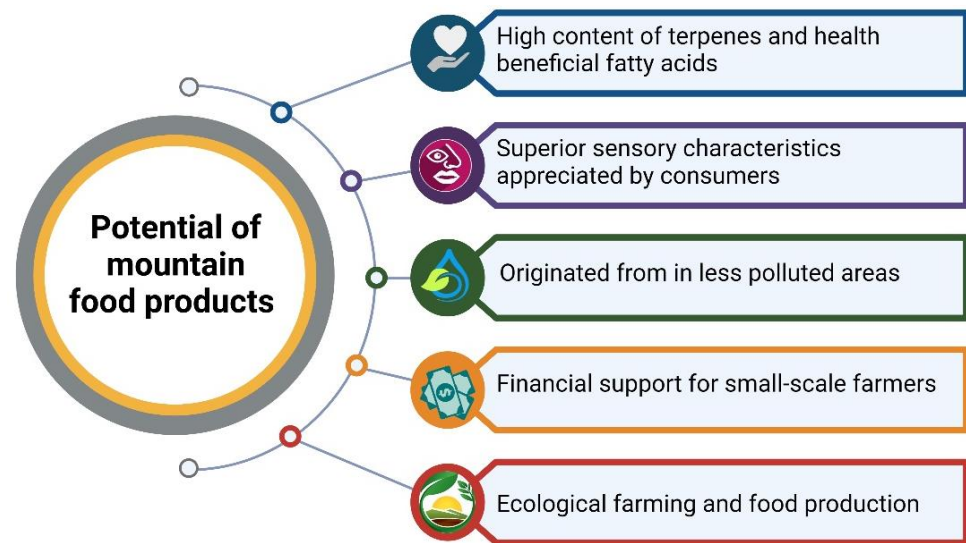 Potential of
mountain
food products
High content of terpenes and health
beneficial fatty acids
Superior sensory characteristics
appreciated by consumers
Originated from in less polluted areas
Financial support for small-scale farmers
Ecological farming and food production